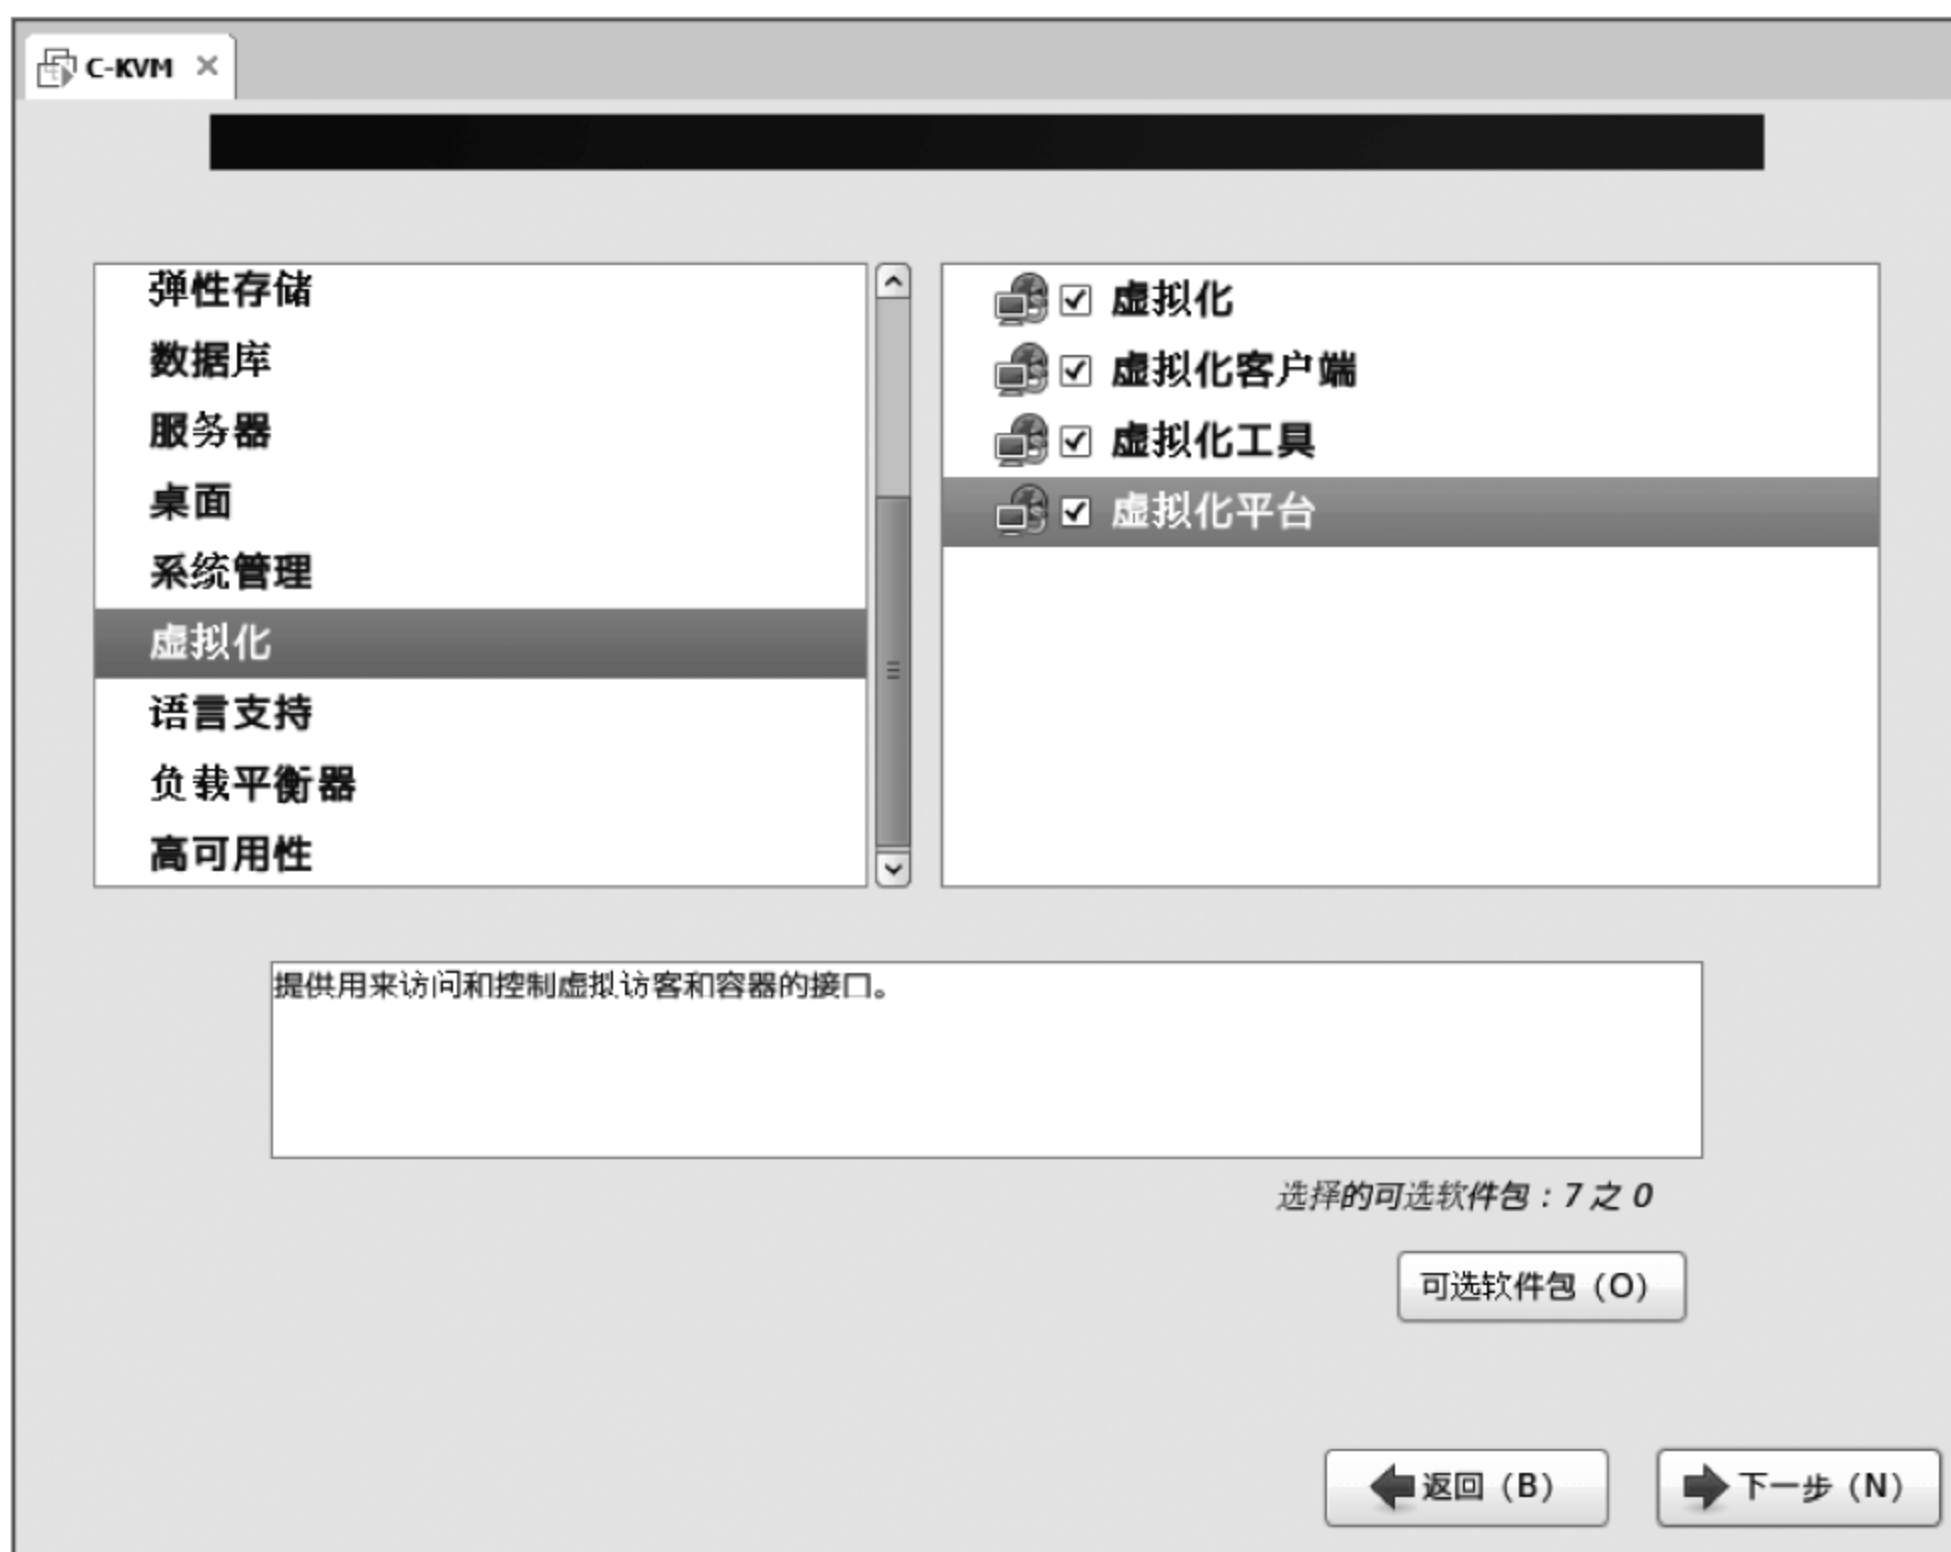 C-KVM
弹性存储
数据库
服务器
桌面
系统管理
虚拟化
语言支持
负载平衡器
高可用性
虚拟化
虚拟化客户端
虚拟化工具
虚拟化平台
提供用来访问和控制虚拟访客和容器的接口。
选择的可选软件包：7 之 0
可选软件包（O）
返回（B）
下一步（N）